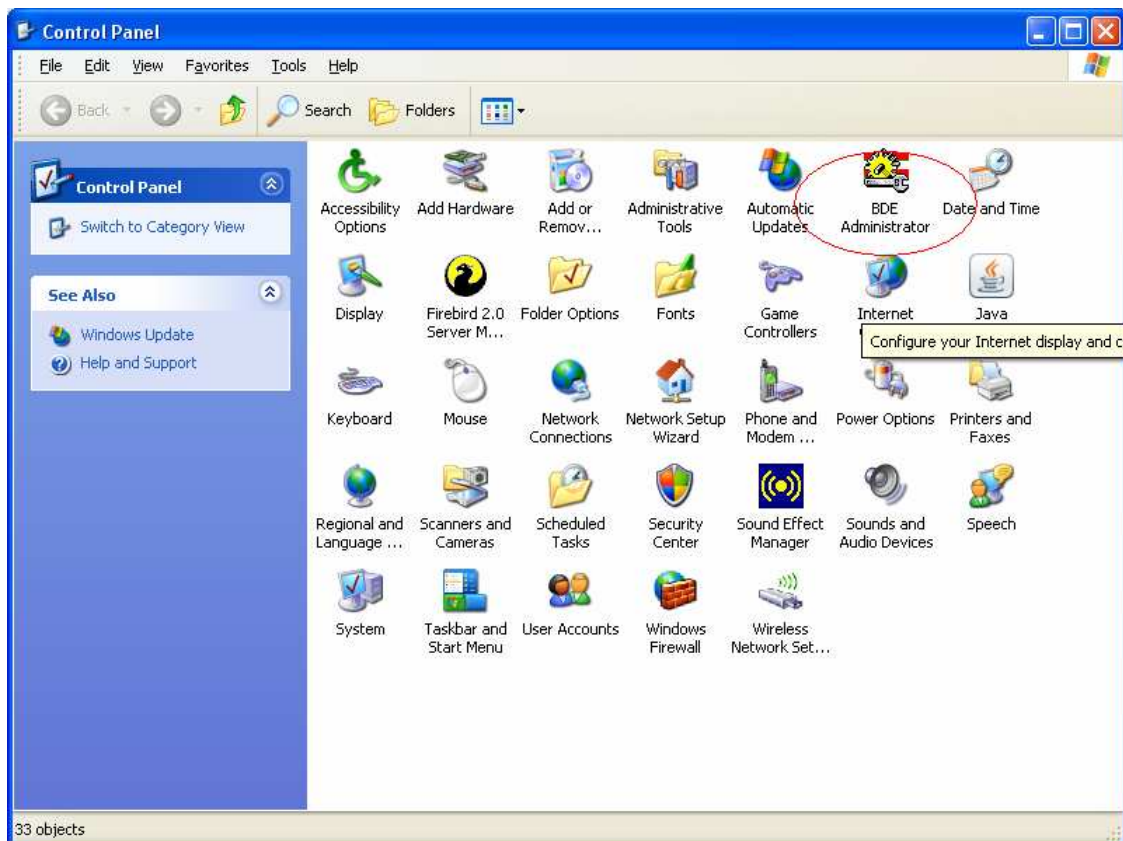 Control Panel
File Edit View Favorites Tools Help
Back Search Folders
Control Panel
Switch to Category View
See Also
Windows Update
Help and Support
Accessibility Options
Add Hardware
Add or Remov...
Administrative Tools
Automatic Updates
BDE Administrator
Date and Time
Display
Firebird 2.0 Server M...
Folder Options
Fonts
Game Controllers
Internet
Java
Configure your Internet display and c
Keyboard
Mouse
Network Connections
Network Setup Wizard
Phone and Modem ...
Power Options
Printers and Faxes
Regional and Language ...
Scanners and Cameras
Scheduled Tasks
Security Center
Sound Effect Manager
Sounds and Audio Devices
Speech
System
Taskbar and Start Menu
User Accounts
Windows Firewall
Wireless Network Set...
33 objects